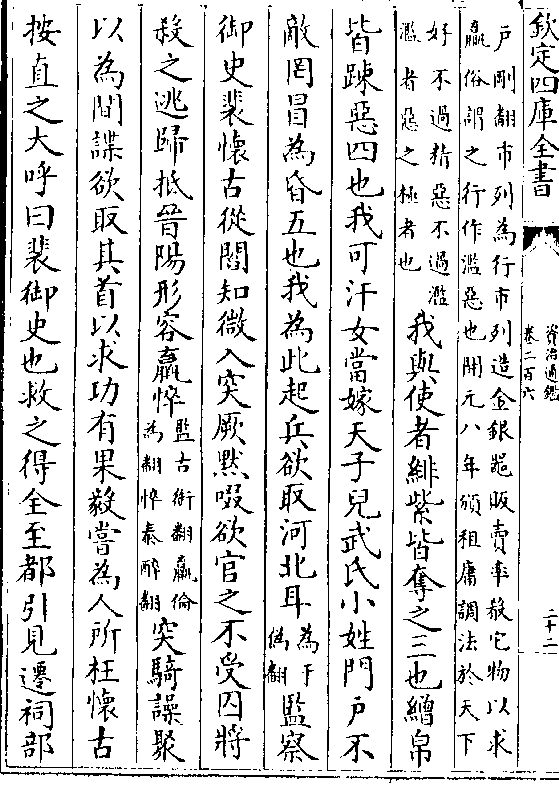 欽定四庫全書
資治通鑑
卷二百六
二十二
戶剛翻市列為行市列造金銀器販賣率殽它物以求
贏俗謂之行作濫惡也開元八年頒租庸調法於天下
好不過精惡不過濫
濫者惡之極者也
我與使者緋紫皆奪之三也繒帛
皆踈惡四也我可汗女當嫁天子兒武氏小姓門戶不
敵罔冒為昏五也我為此起兵欲取河北耳
為于
偽翻
監察
御史裴懷古從閻知微入突厥默啜欲官之不受囚將
殺之逃歸抵晉陽形容羸悴
監古銜翻羸倫
為翻悴秦醉翻
突騎譟聚
以為間諜欲取其首以求功有果毅嘗為人所枉懷古
按直之大呼曰裴御史也救之得全至都引見遷祠部